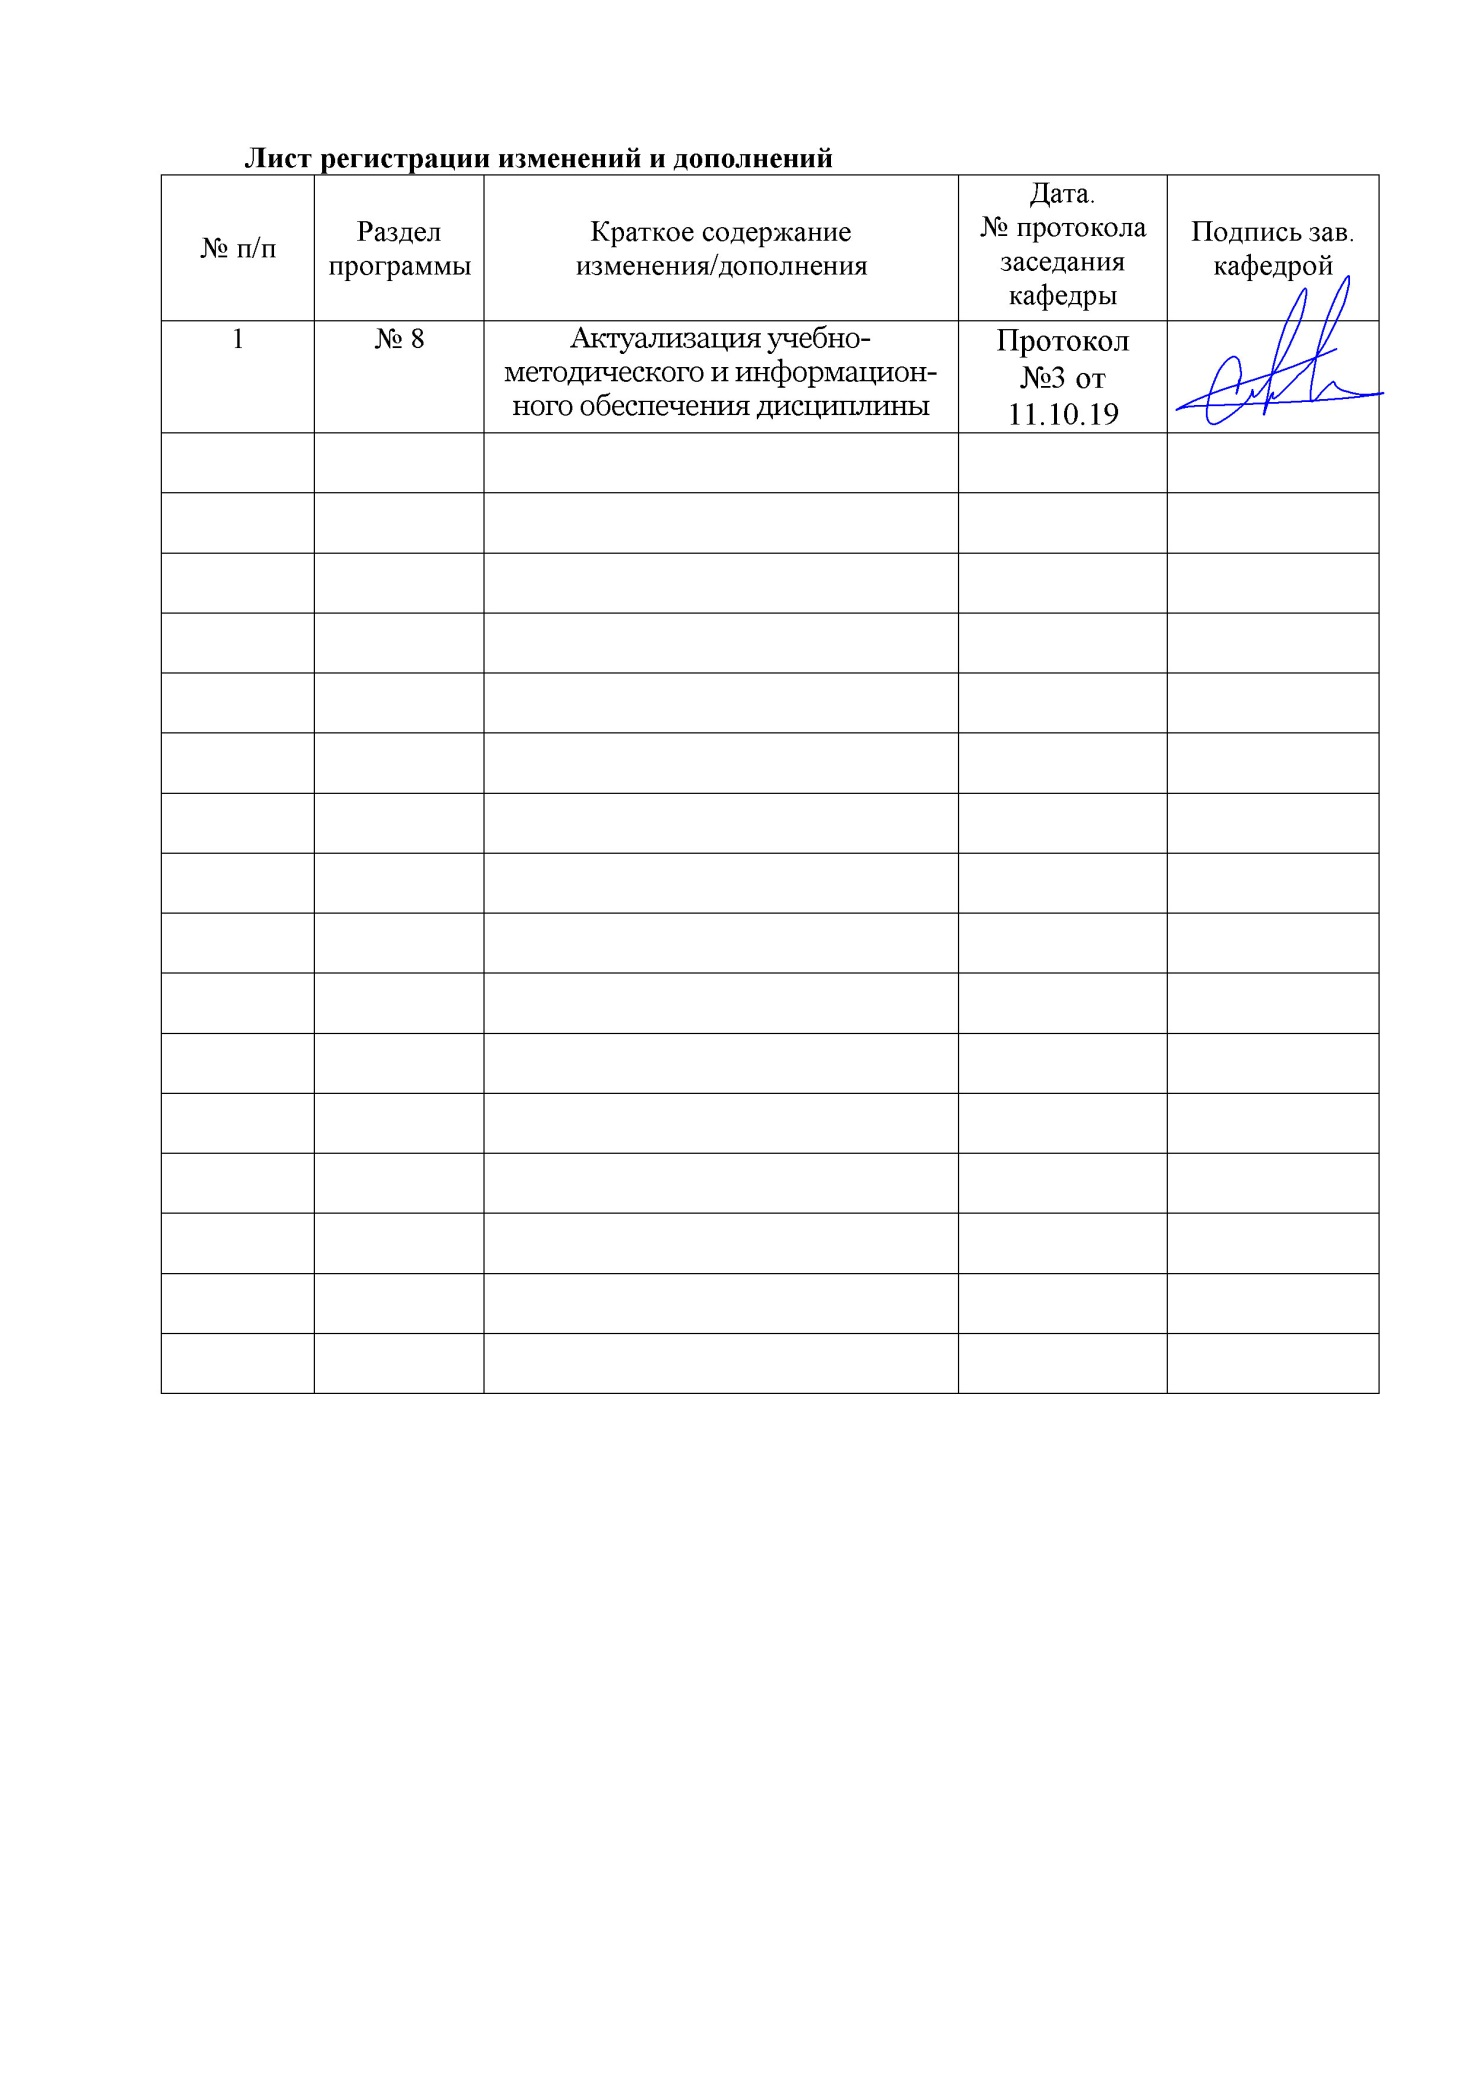 Лист регистрации изменений и дополнений
№ п/п
Раздел
программы
Краткое содержание
изменения/дополнения
Дата.
№ протокола
заседания
кафедры
Подпись зав.
кафедрой
1
№ 8
Актуализация учебно-
методического и информацион-
ного обеспечения дисциплины
Протокол
№3 от
11.10.19